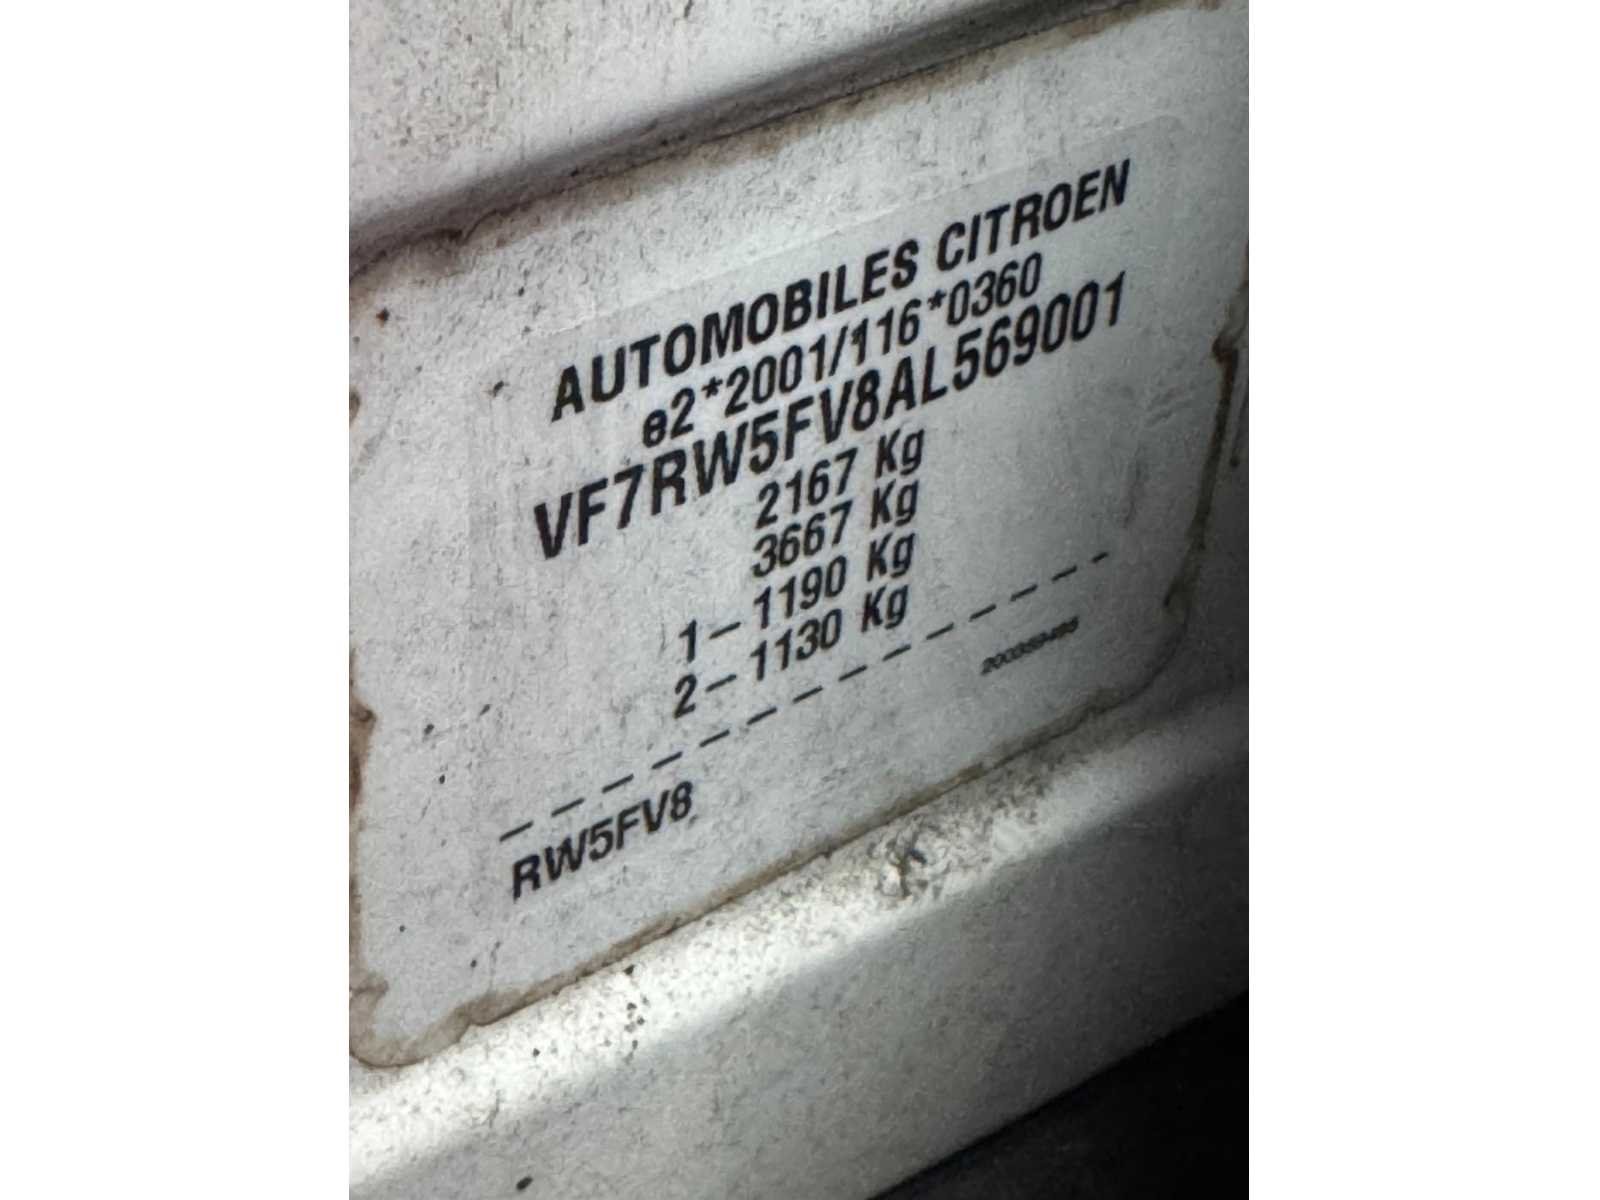 AUTOMOBILES CITROEN
e2*2001/116*0360
VF7RW5FV8AL569001
2167 Kg
3667 Kg
1-1190 Kg
2-1130 Kg
RW5FV8